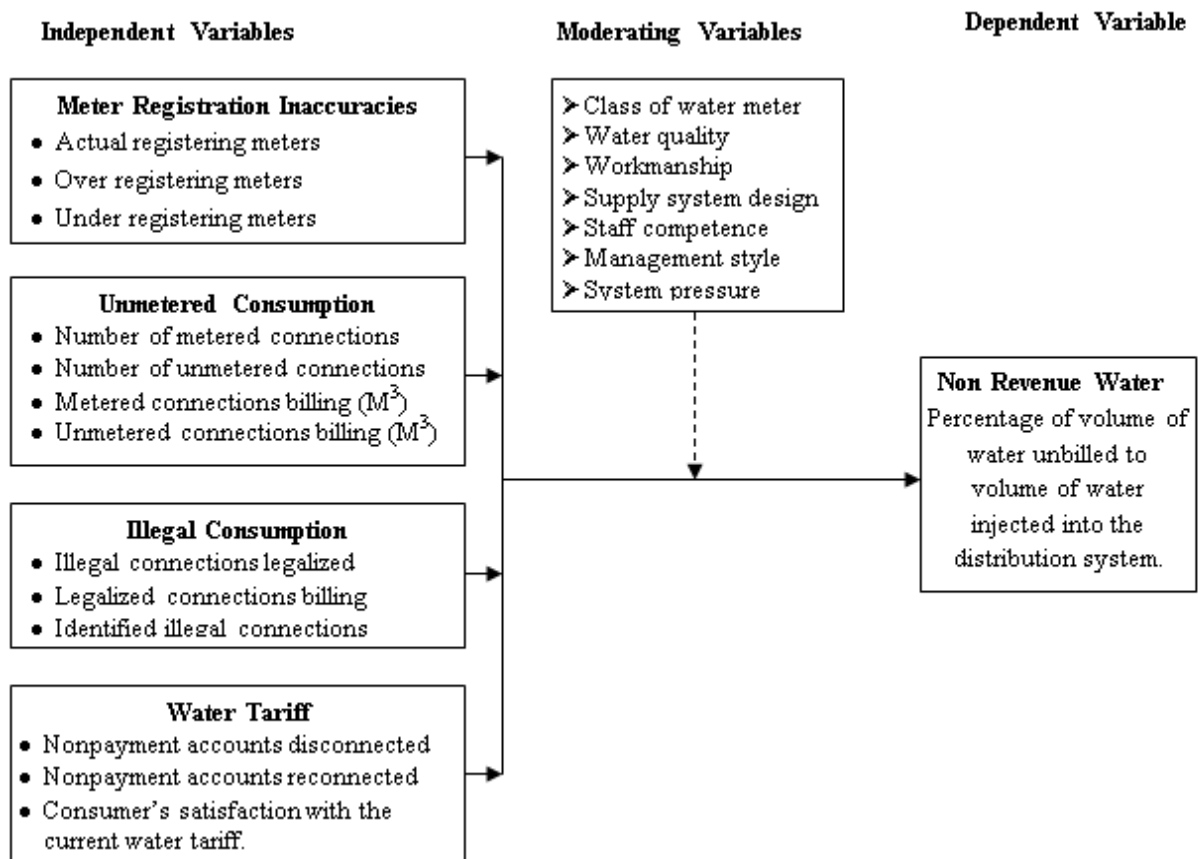 Independent Variables
Moderating Variables
Dependent Variable
Meter Registration Inaccuracies
● Actual registering meters
● Over registering meters
● Under registering meters
Unmetered Consumption
● Number of metered connections
● Number of unmetered connections
● Metered connections billing (M³)
● Unmetered connections billing (M³)
Illegal Consumption
● Illegal connections legalized
● Legalized connections billing
● Identified illegal connections
Water Tariff
● Nonpayment accounts disconnected
● Nonpayment accounts reconnected
● Consumer’s satisfaction with the
current water tariff.
➢ Class of water meter
➢ Water quality
➢ Workmanship
➢ Supply system design
➢ Staff competence
➢ Management style
➢ System pressure
Non Revenue Water
Percentage of volume of
water unbilled to
volume of water
injected into the
distribution system.